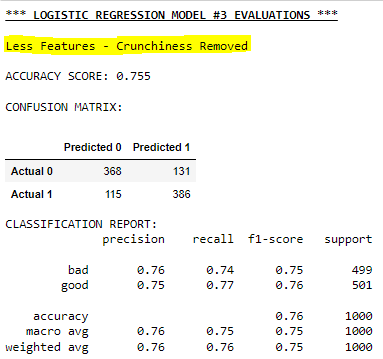 *** LOGISTIC REGRESSION MODEL #3 EVALUATIONS ***
Less Features - Crunchiness Removed
ACCURACY SCORE: 0.755
CONFUSION MATRIX:
Predicted 0 Predicted 1
Actual 0 368 131
Actual 1 115 386
CLASSIFICATION REPORT:
precision recall f1-score support
bad 0.76 0.74 0.75 499
good 0.75 0.77 0.76 501
accuracy 0.76 1000
macro avg 0.76 0.75 0.75 1000
weighted avg 0.76 0.76 0.75 1000